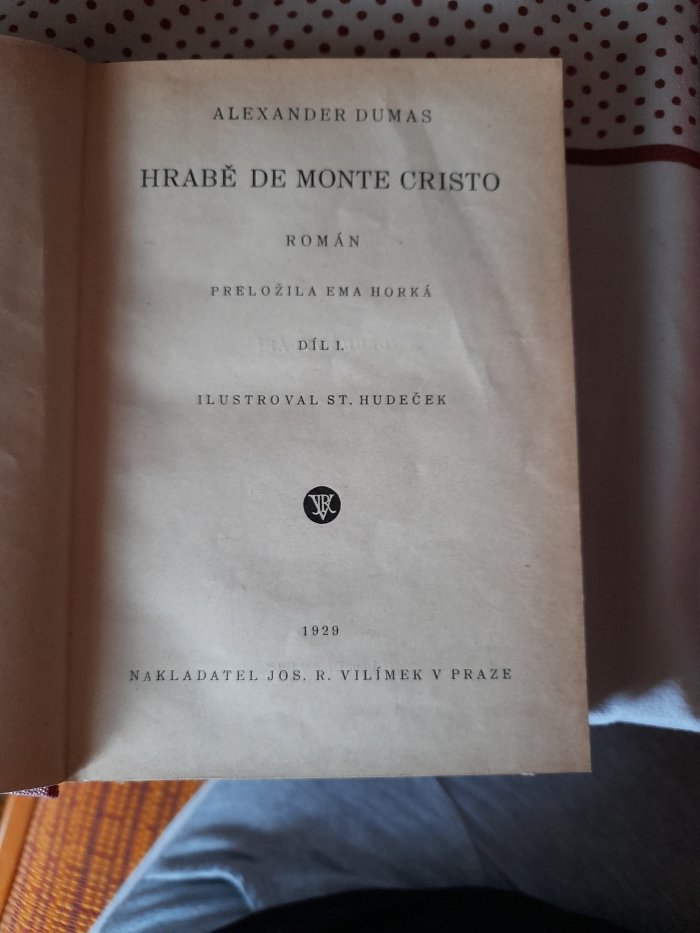 ALEXANDER DUMAS
HRABĚ DE MONTE CRISTO
ROMÁN
PRELOŽILA EMA HORKÁ
DÍL I.
ILUSTROVAL ST. HUDEČEK
1929
NAKLADATEL JOS. R. VILÍMEK V PRAZE